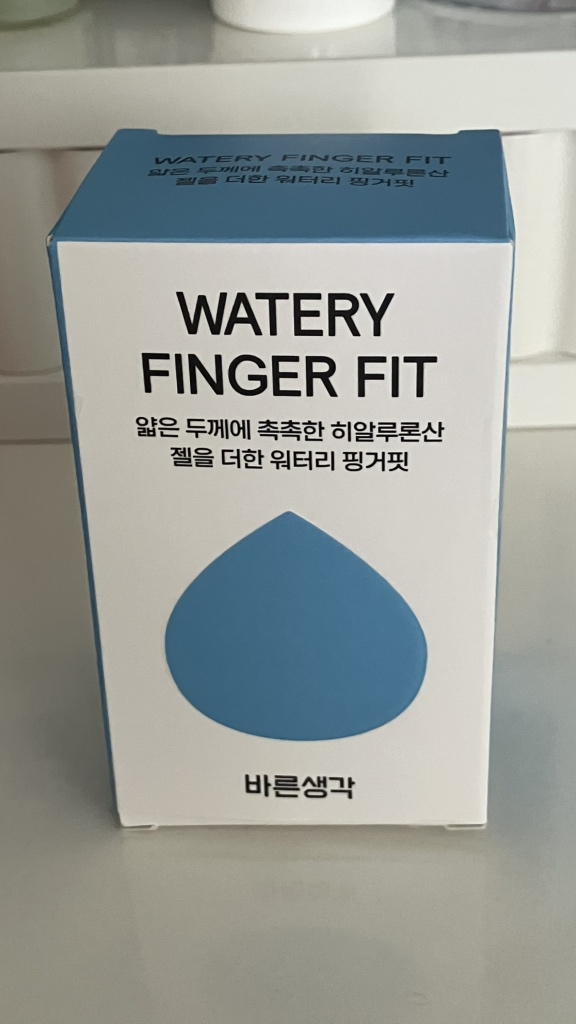 WATERY FINGER FIT
얇은 두께에 촉촉한 히알루론산
젤을 더한 워터리 핑거핏
WATERY
FINGER FIT
얇은 두께에 촉촉한 히알루론산
젤을 더한 워터리 핑거핏
바른생각